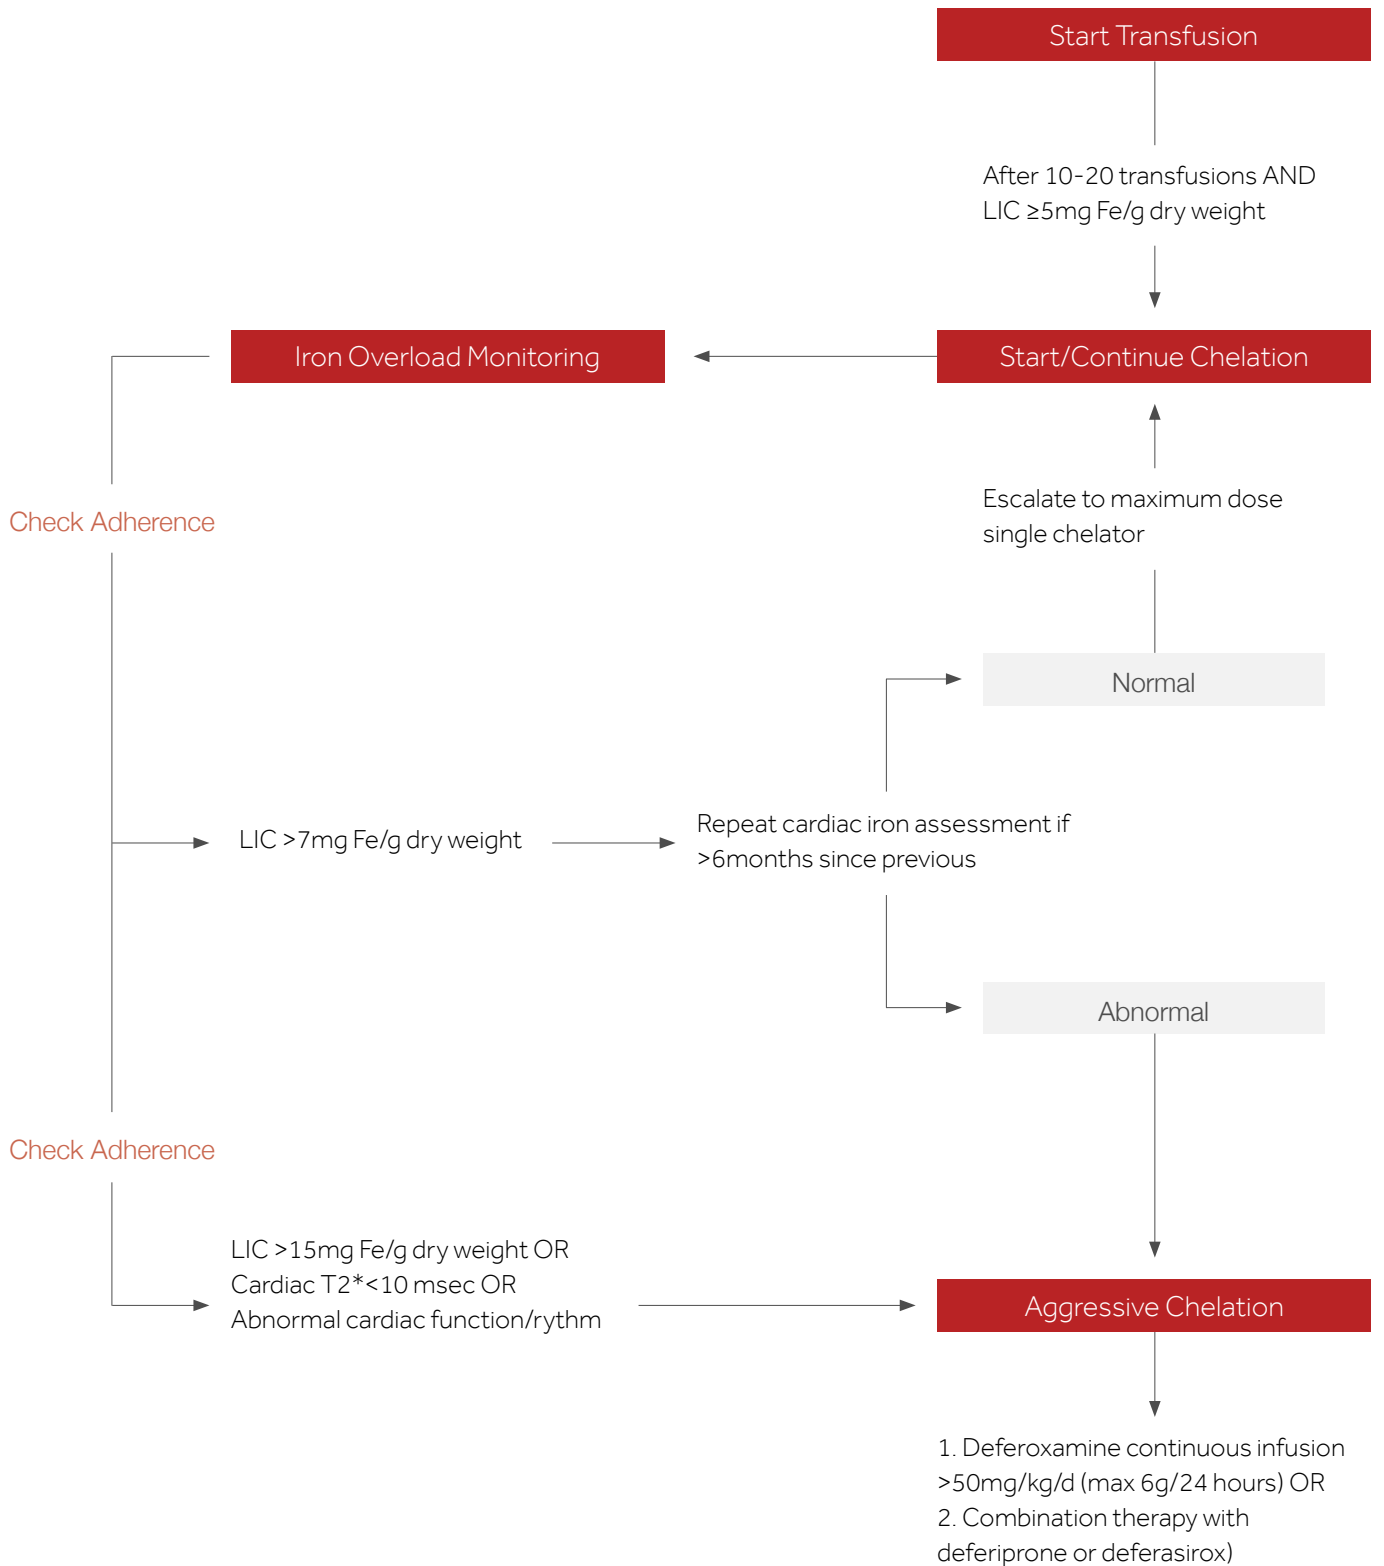 Start Transfusion
After 10-20 transfusions AND
LIC ≥5mg Fe/g dry weight
Iron Overload Monitoring
Start/Continue Chelation
Check Adherence
Escalate to maximum dose
single chelator
Normal
LIC >7mg Fe/g dry weight
Repeat cardiac iron assessment if
>6months since previous
Abnormal
Check Adherence
LIC >15mg Fe/g dry weight OR
Cardiac T2*<10 msec OR
Abnormal cardiac function/rythm
Aggressive Chelation
1. Deferoxamine continuous infusion
>50mg/kg/d (max 6g/24 hours) OR
2. Combination therapy with
deferiprone or deferasirox)